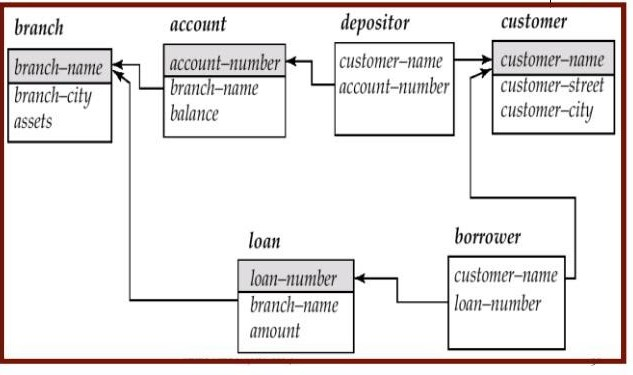 branch
branch–name
branch–city
assets
account
account–number
branch–name
balance
depositor
customer–name
account–number
customer
customer–name
customer–street
customer–city
loan
loan–number
branch–name
amount
borrower
customer–name
loan–number